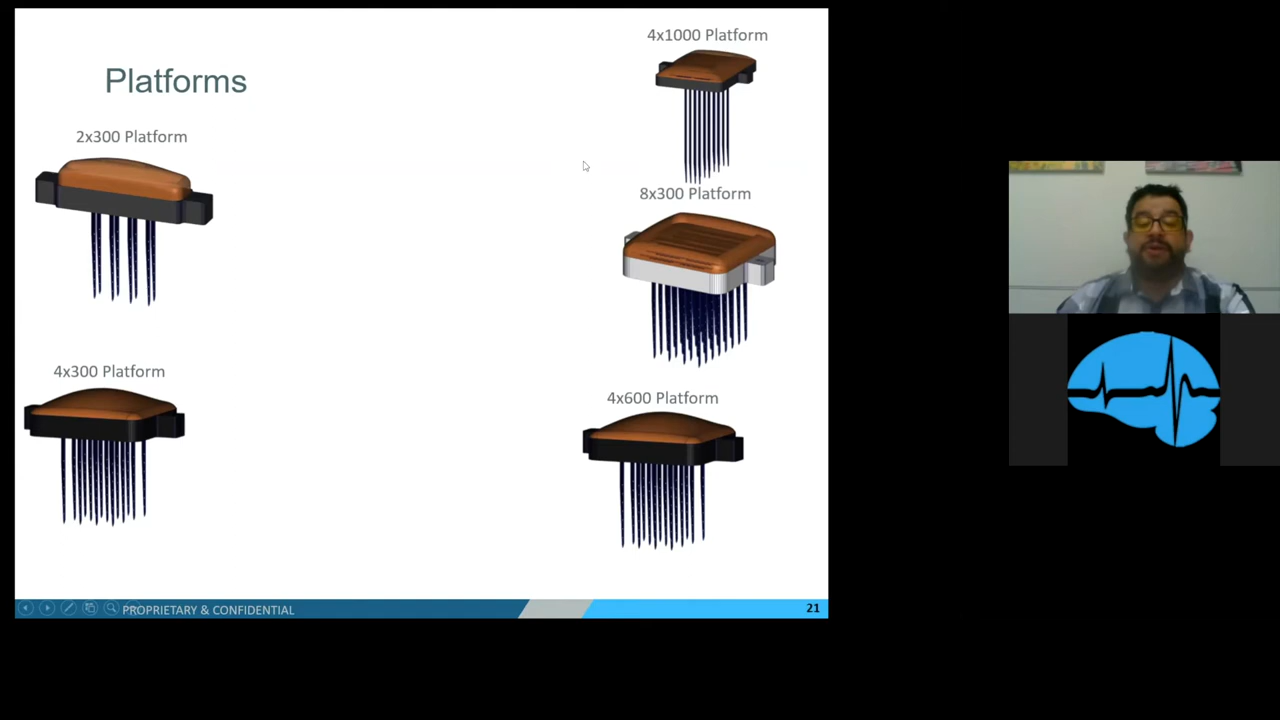 Platforms
2x300 Platform
4x300 Platform
4x1000 Platform
8x300 Platform
4x600 Platform
PROPRIETARY & CONFIDENTIAL
21